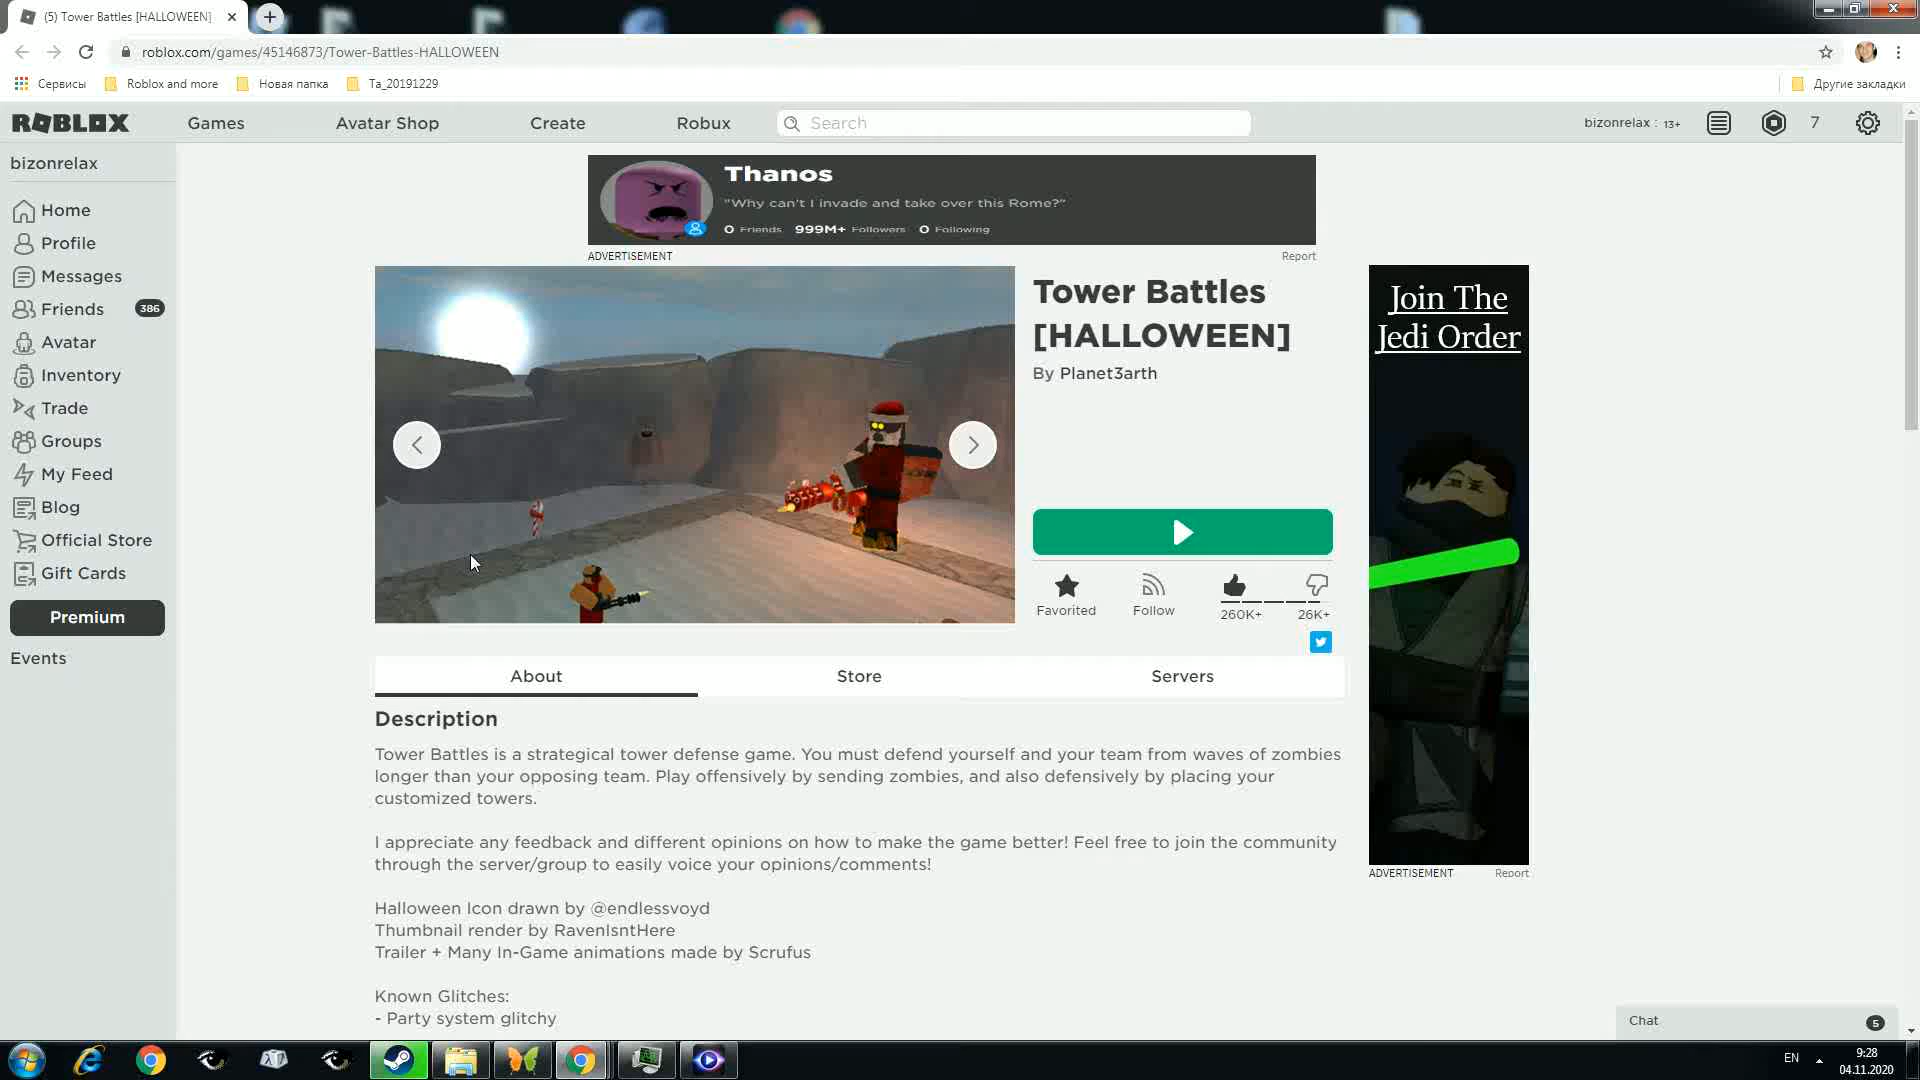 (5) Tower Battles [HALLOWEEN]
roblox.com/games/45146873/Tower-Battles-HALLOWEEN
Сервисы
Roblox and more
Новая папка
Ta_20191229
Другие закладки
ROBLOX
Games
Avatar Shop
Create
Robux
Search
bizonrelax : 13+
7
bizonrelax
Home
Profile
Messages
Friends
386
Avatar
Inventory
Trade
Groups
My Feed
Blog
Official Store
Gift Cards
Premium
Events
Thanos
"Why can't I invade and take over this Rome?"
0 Friends 999M+ Followers 0 Following
ADVERTISEMENT
Report
Tower Battles
[HALLOWEEN]
By Planet3arth
Favorited
Follow
260K+
26K+
Join The
Jedi Order
ADVERTISEMENT
Report
About
Store
Servers
Description
Tower Battles is a strategical tower defense game. You must defend yourself and your team from waves of zombies
longer than your opposing team. Play offensively by sending zombies, and also defensively by placing your
customized towers.
I appreciate any feedback and different opinions on how to make the game better! Feel free to join the community
through the server/group to easily voice your opinions/comments!
Halloween Icon drawn by @endlessvoyd
Thumbnail render by RavenIsntHere
Trailer + Many In-Game animations made by Scrufus
Known Glitches:
- Party system glitchy
Chat
5
EN
9:28
04.11.2020